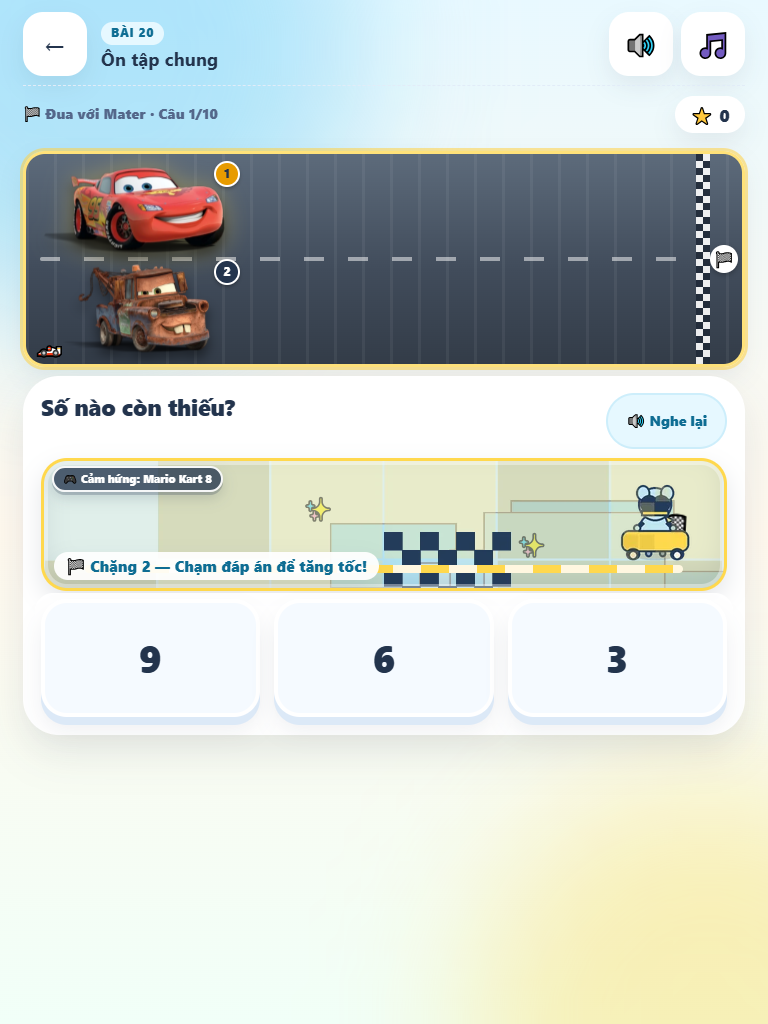 ←
BÀI 20
Ôn tập chung
Đua với Mater · Câu 1/10
0
1
2
Số nào còn thiếu?
Nghe lại
Cảm hứng: Mario Kart 8
Chặng 2 — Chạm đáp án để tăng tốc!
9
6
3